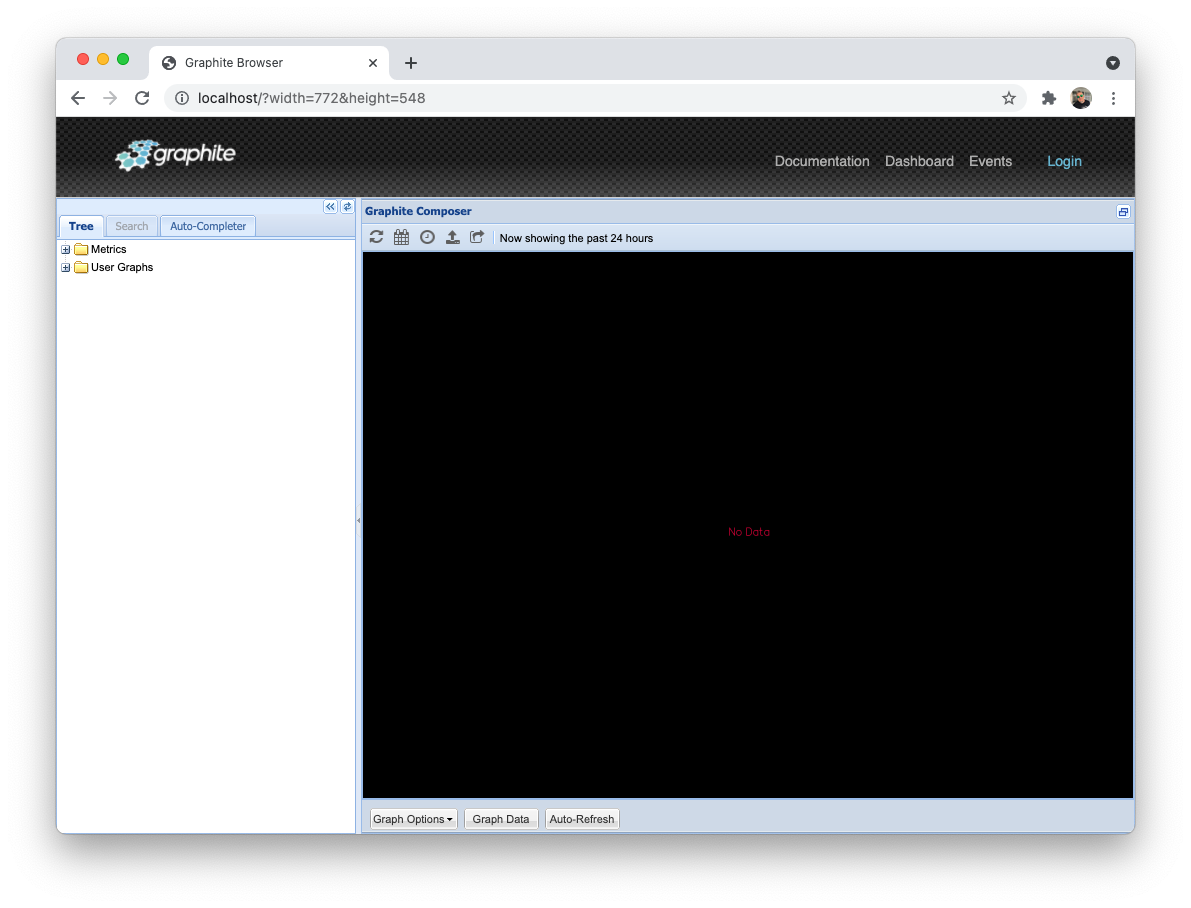 Graphite Browser
localhost/?width=772&height=548
graphite
Documentation Dashboard Events Login
Tree Search Auto-Completer
Metrics
User Graphs
Graphite Composer
Now showing the past 24 hours
No Data
Graph Options Graph Data Auto-Refresh